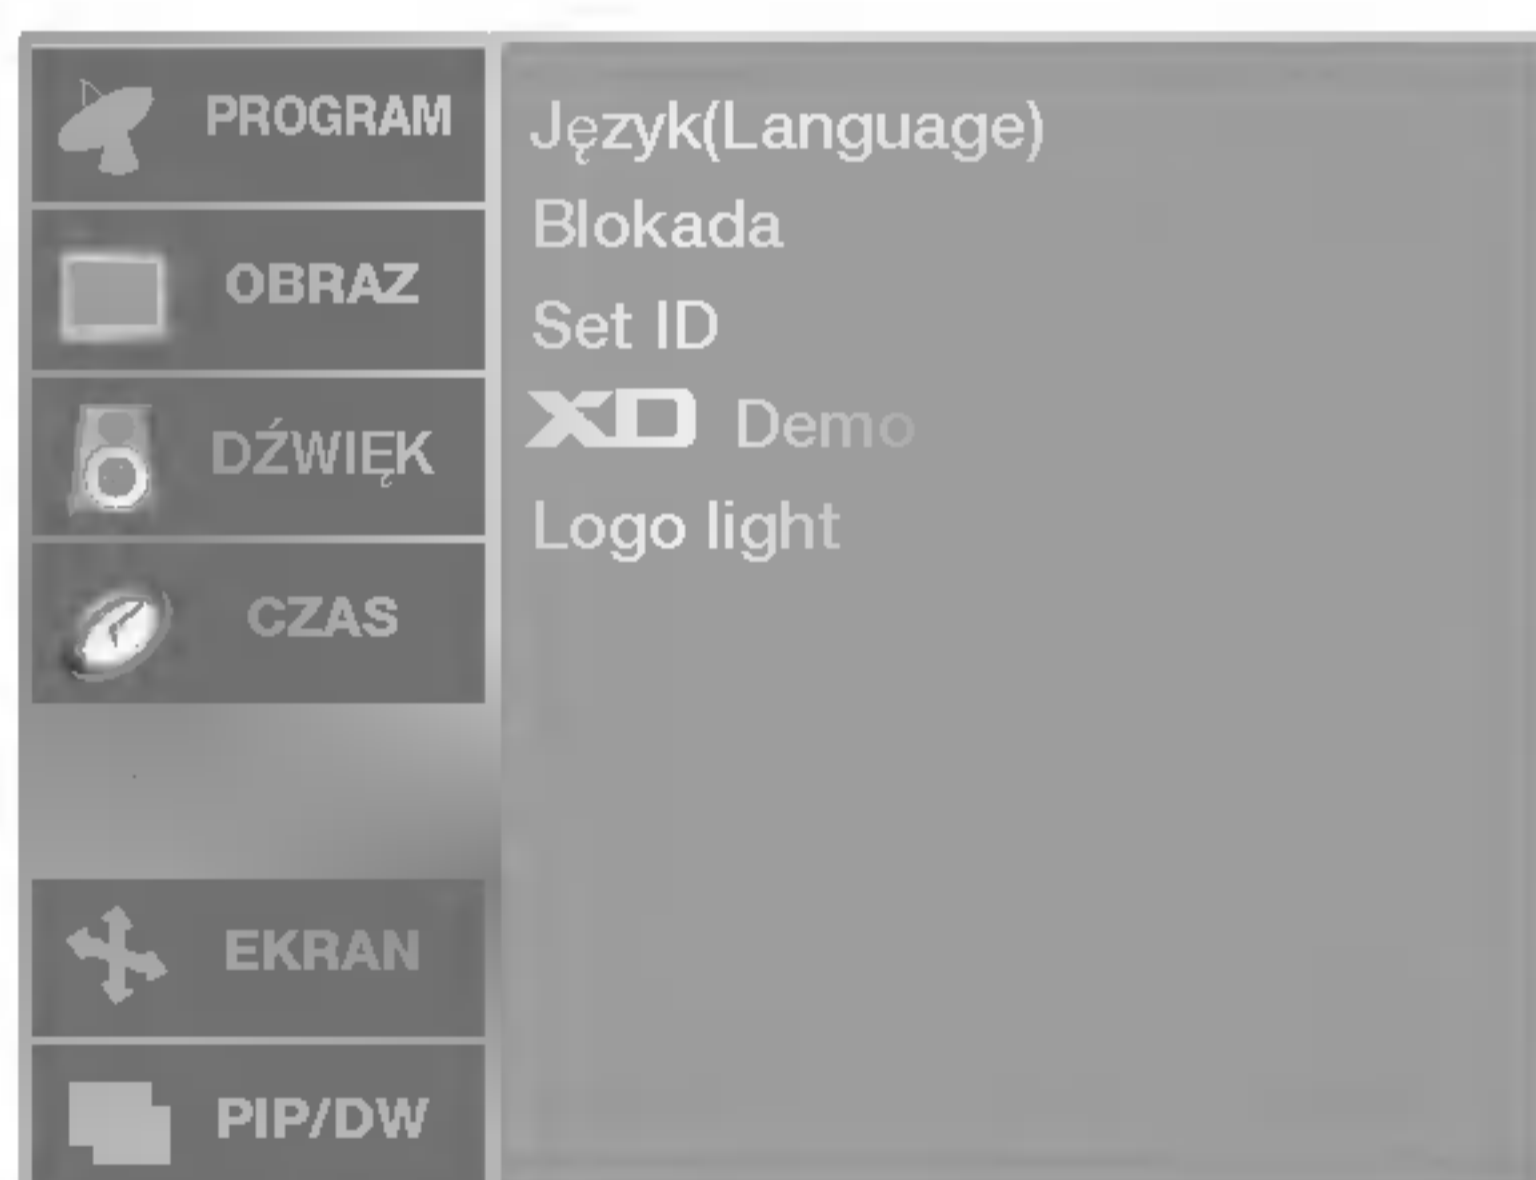 PROGRAM
OBRAZ
DŹWIĘK
CZAS
EKRAN
PIP/DW
Język(Language)
Blokada
Set ID
XD Demo
Logo light